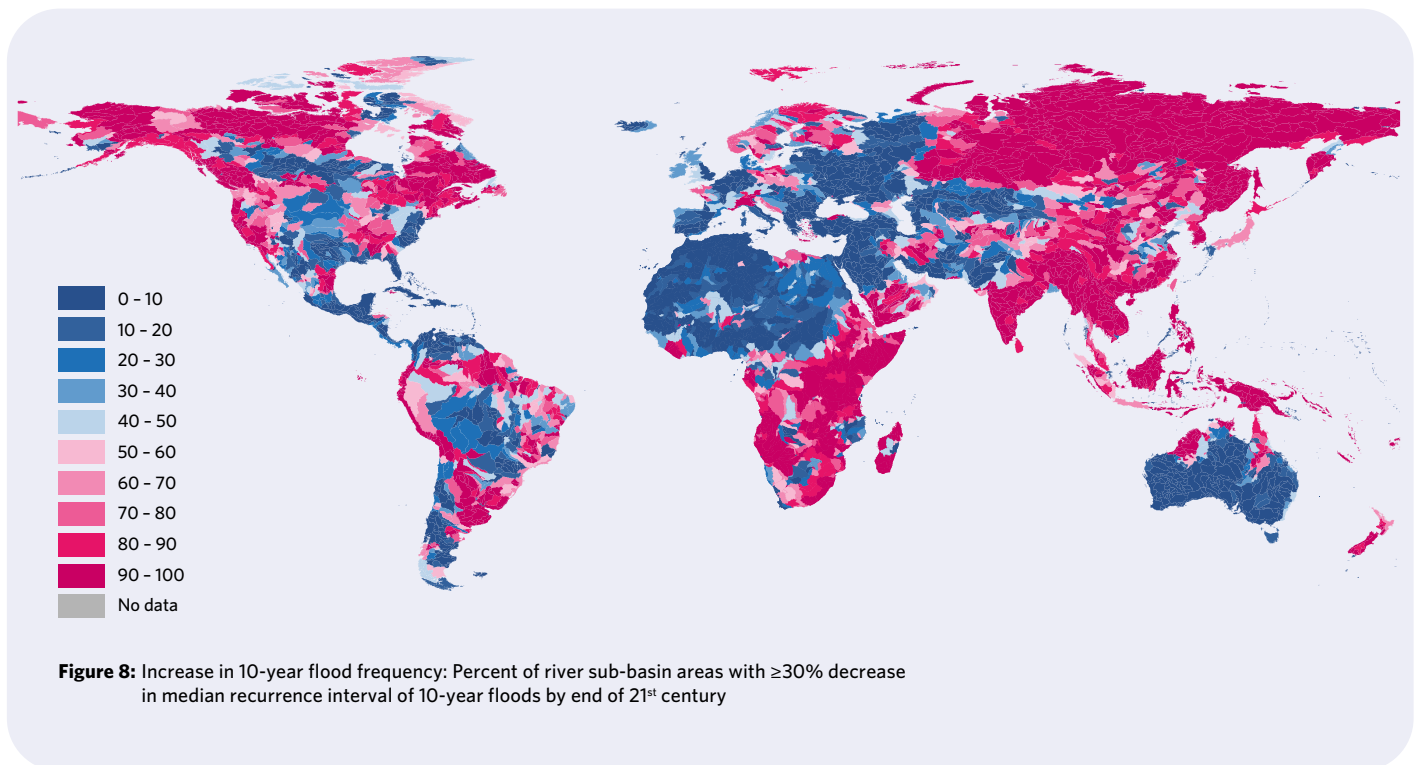 0 – 10
10 – 20
20 – 30
30 – 40
40 – 50
50 – 60
60 – 70
70 – 80
80 – 90
90 – 100
No data
Figure 8: Increase in 10-year flood frequency: Percent of river sub-basin areas with ≥30% decrease
in median recurrence interval of 10-year floods by end of 21st century